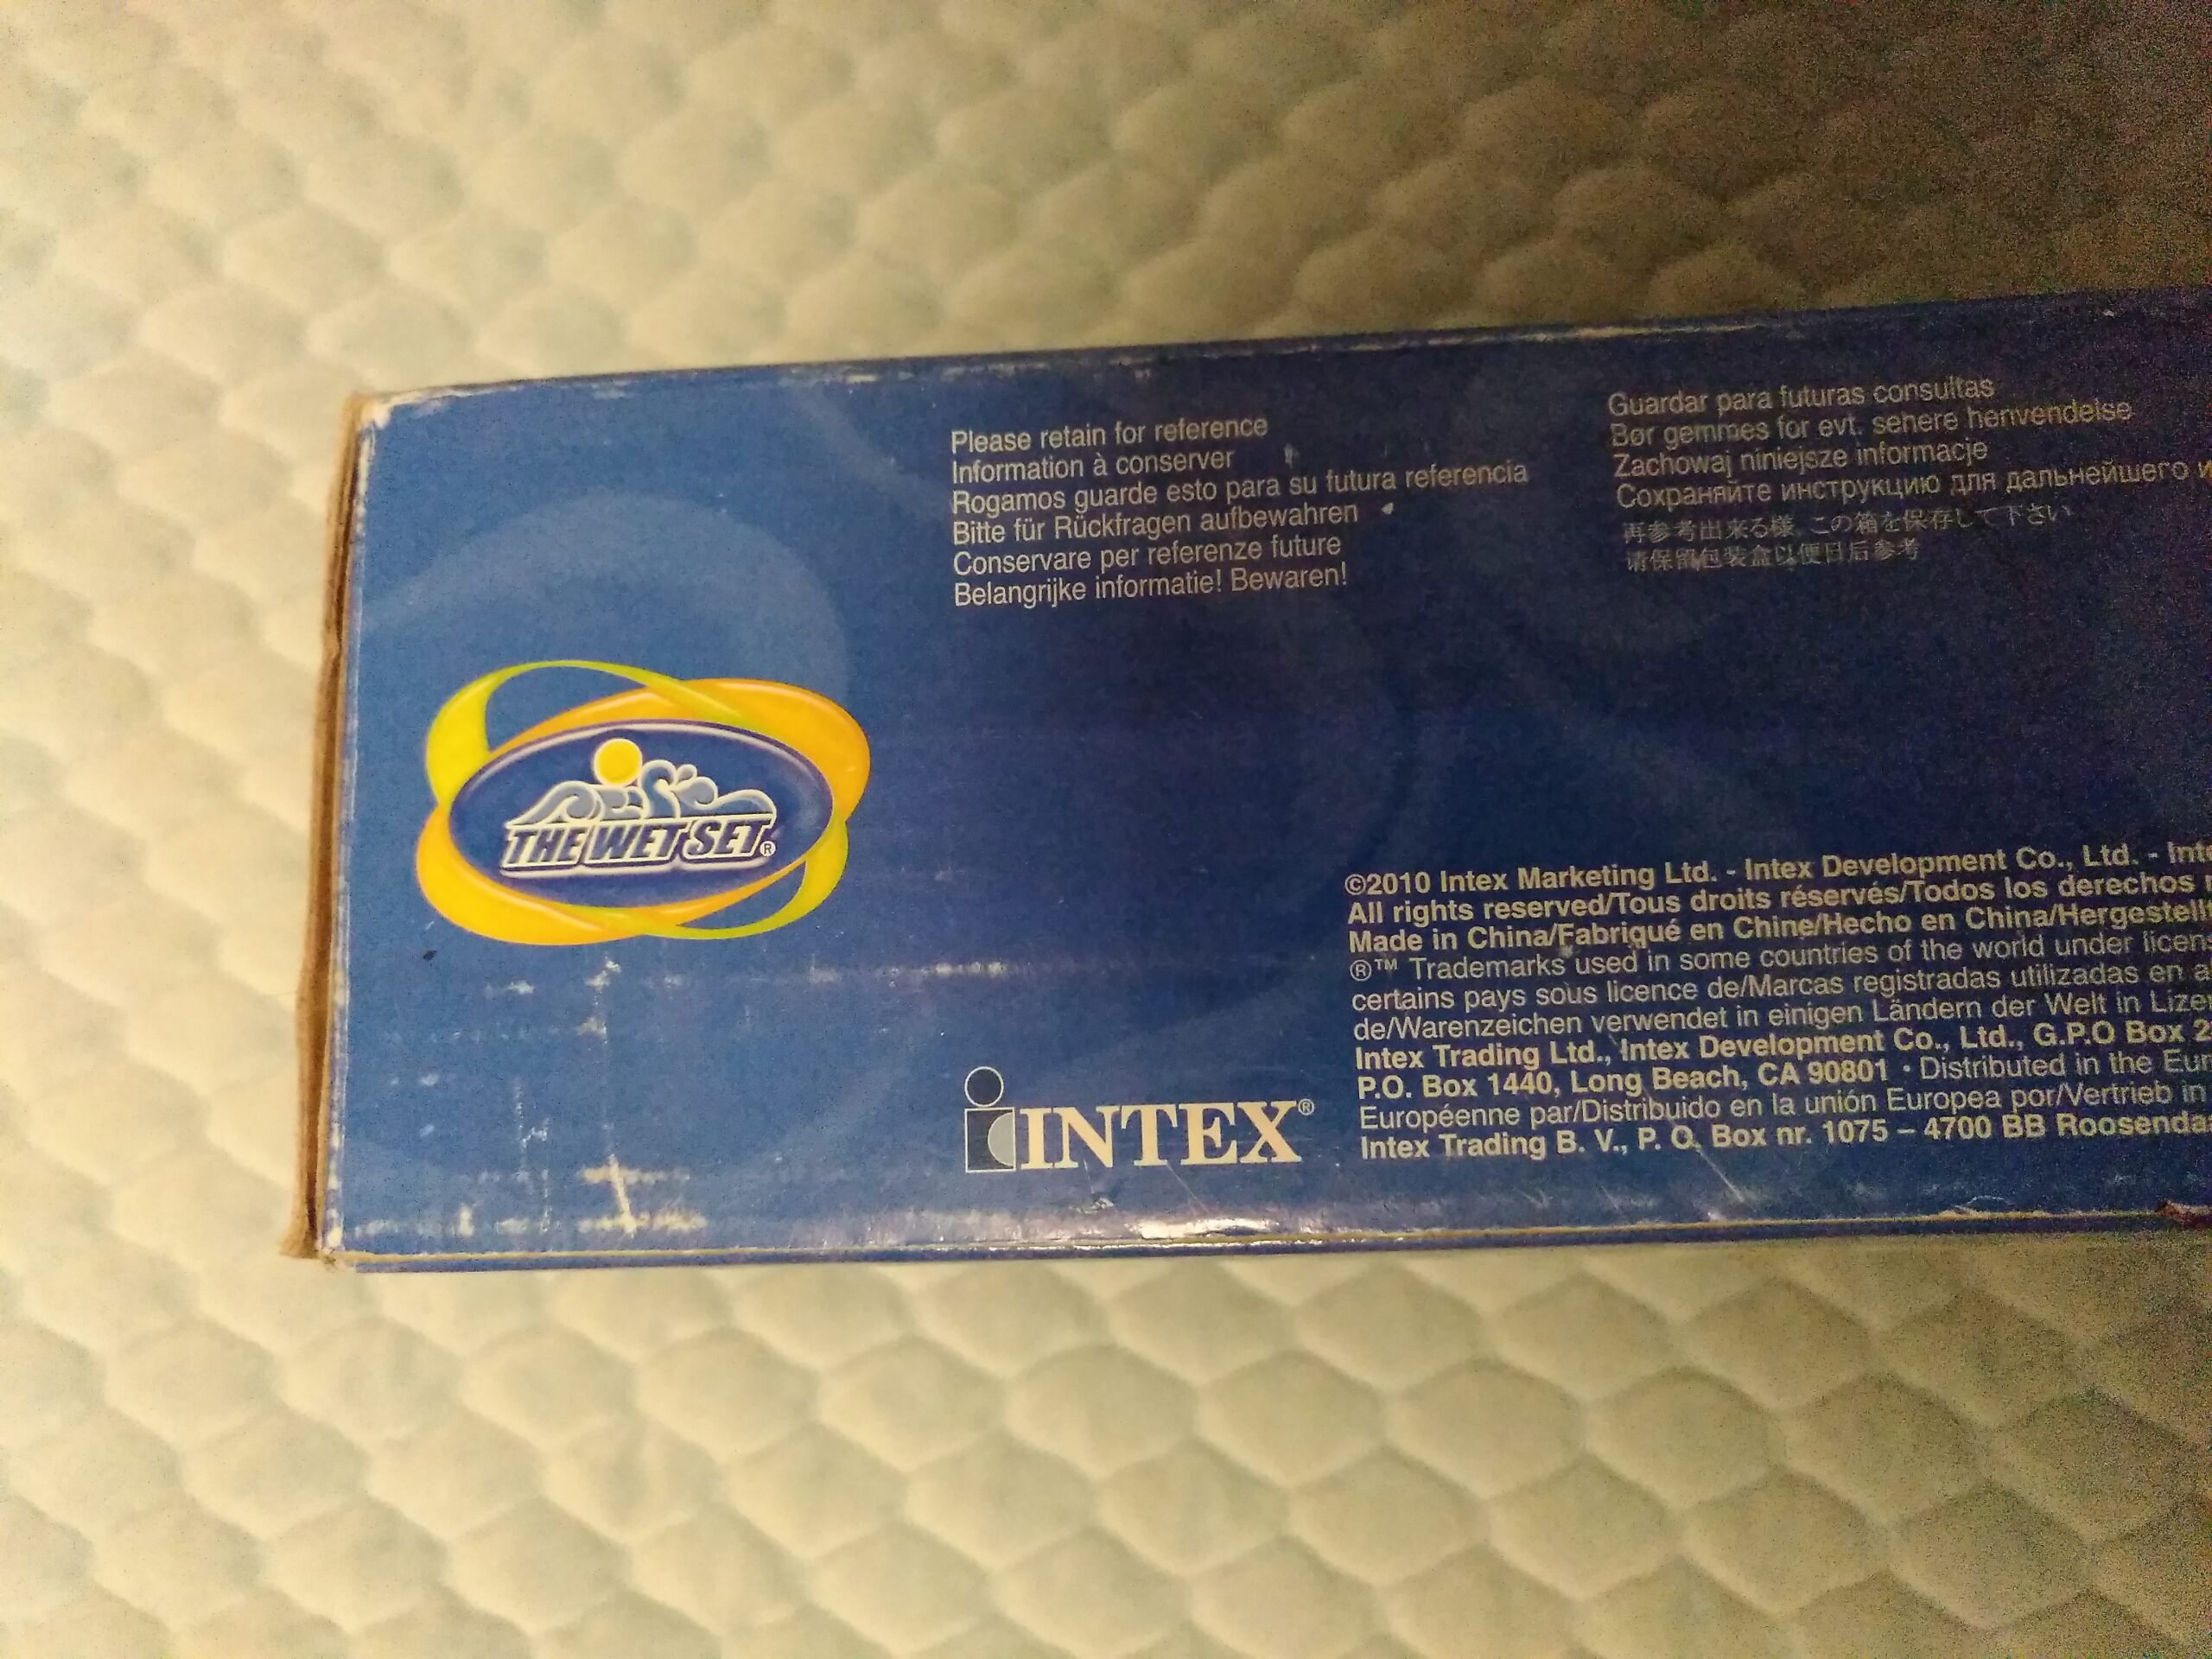 Please retain for reference
Information à conserver
Rogamos guarde esto para su futura referencia
Bitte für Rückfragen aufbewahren
Conservare per referenze future
Belangrijke informatie! Bewaren!
Guardar para futuras consultas
Bør gemmes for evt. senere henvendelse
Zachowaj niniejsze informacje
Сохраняйте инструкцию для дальнейшего
再参考出来る様、この箱を保存して下さい
请保留包装盒以便日后参考
THE WET SET®
©2010 Intex Marketing Ltd. - Intex Development Co., Ltd. -
All rights reserved/Tous droits réservés/Todos los derechos
Made in China/Fabriqué en Chine/Hecho en China/
®™ Trademarks used in some countries of the world under
certains pays sous licence de/Marcas registradas utilizadas en
de/Warenzeichen verwendet in einigen Ländern der Welt in
Intex Trading Ltd., Intex Development Co., Ltd., G.P.O Box
P.O. Box 1440, Long Beach, CA 90801 • Distributed in the
Européenne par/Distribuido en la unión Europea por/Vertrieb in
Intex Trading B. V., P. O. Box nr. 1075 – 4700 BB
INTEX®